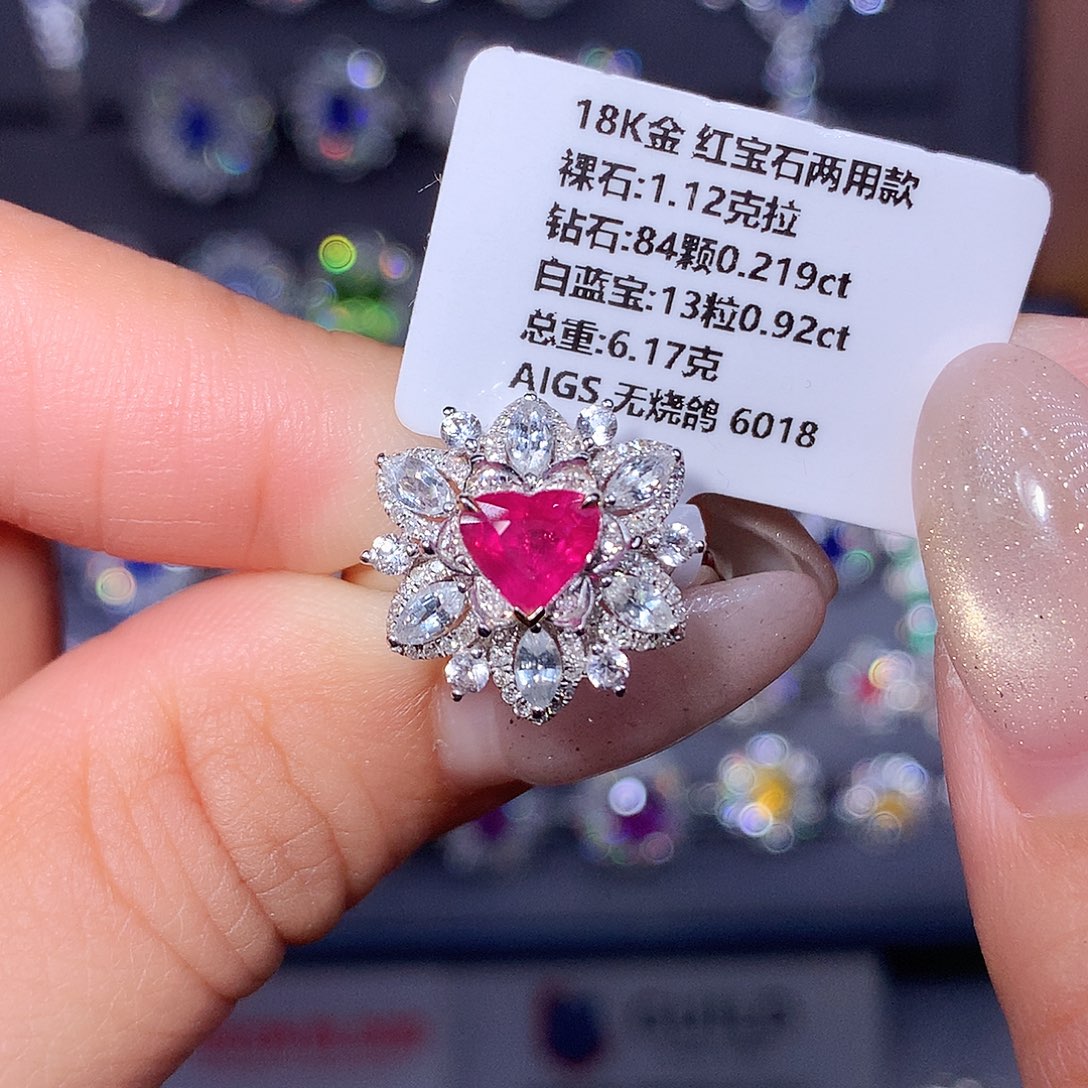 18K金 红宝石两用款
裸石:1.12克拉
钻石:84颗0.219ct
白蓝宝:13粒0.92ct
总重:6.17克
AIGS 无烧鸽 6018